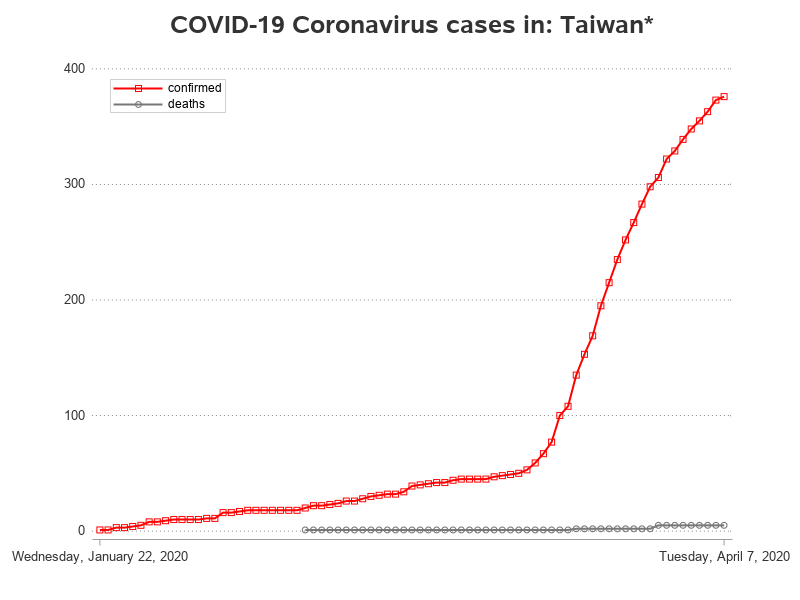 COVID-19 Coronavirus cases in: Taiwan*
400
confirmed
deaths
300
200
100
0
Wednesday, January 22, 2020 Tuesday, April 7, 2020